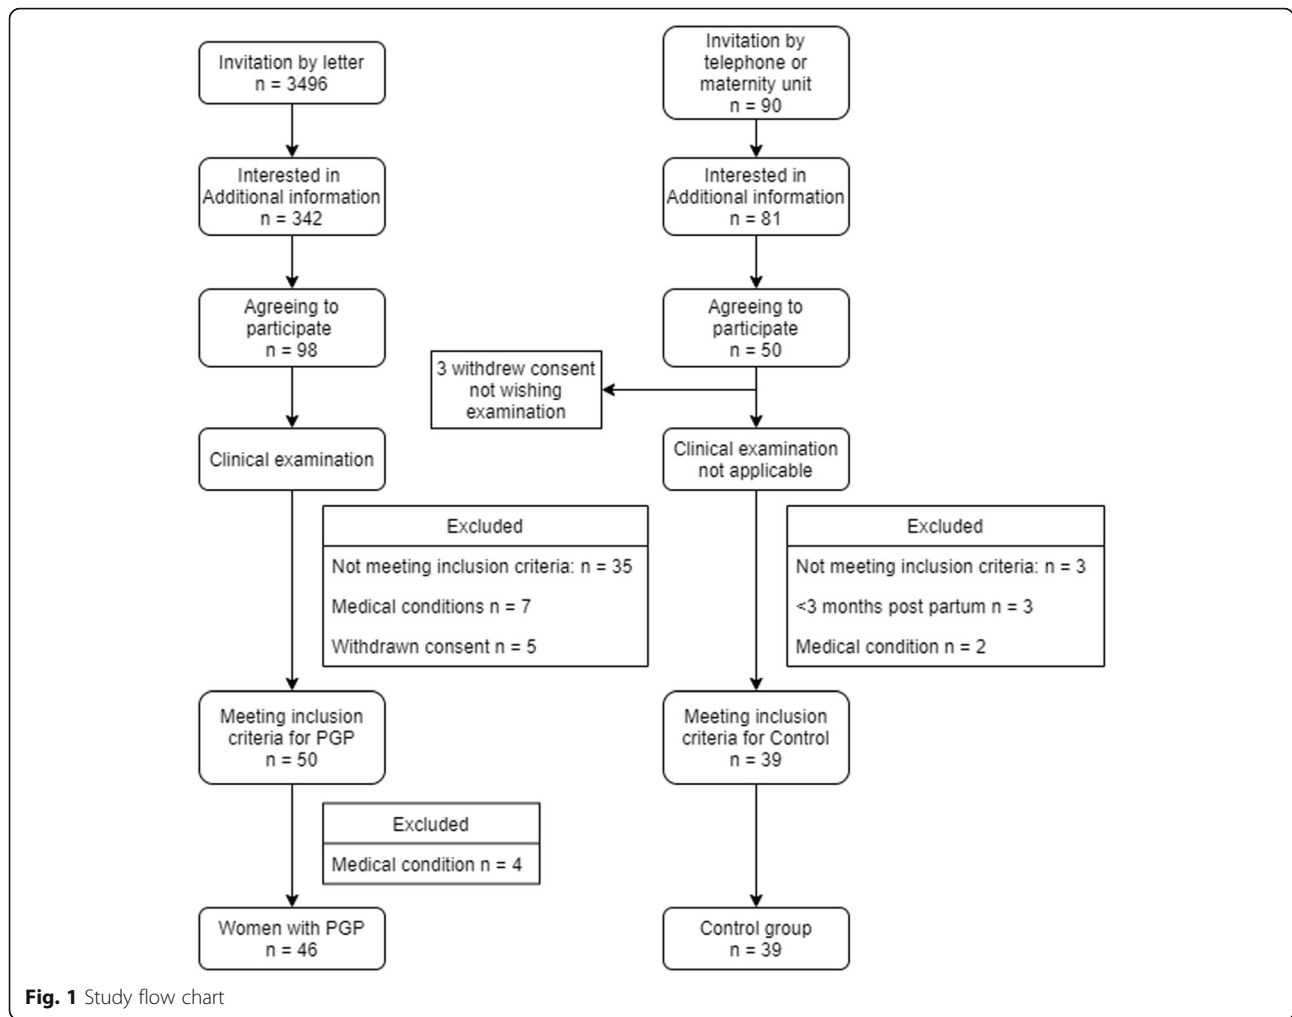 Invitation by letter
n = 3496
Interested in
Additional information
n = 342
Agreeing to
participate
n = 98
Clinical examination
Excluded
Not meeting inclusion criteria: n = 35
Medical conditions n = 7
Withdrawn consent n = 5
Meeting inclusion
criteria for PGP
n = 50
Excluded
Medical condition n = 4
Women with PGP
n = 46
Invitation by
telephone or
maternity unit
n = 90
Interested in
Additional information
n = 81
Agreeing to
participate
n = 50
3 withdrew consent
not wishing
examination
Clinical examination
not applicable
Excluded
Not meeting inclusion criteria: n = 3
<3 months post partum n = 3
Medical condition n = 2
Meeting inclusion
criteria for Control
n = 39
Control group
n = 39
Fig. 1 Study flow chart